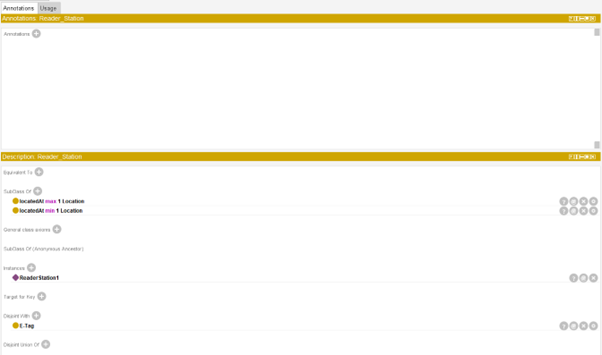 Annotations Usage
Annotations: Reader_Station
Annotations
Description: Reader_Station
Equivalent To
SubClass Of
locatedAt max 1 Location
locatedAt min 1 Location
General class axioms
SubClass Of (Anonymous Ancestor)
Instances
ReaderStation1
Target for Key
Disjoint With
E-Tag
Disjoint Union Of